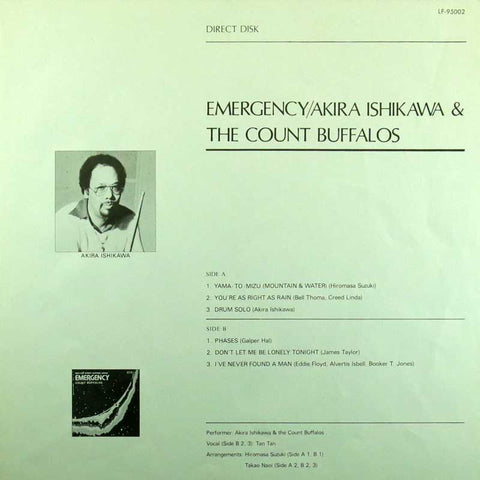 LF-95002
DIRECT DISK
EMERGENCY/AKIRA ISHIKAWA &
THE COUNT BUFFALOS
AKIRA ISHIKAWA
SIDE A
1. YAMA-TO-MIZU (MOUNTAIN & WATER) (Hiromasa Suzuki)
2. YOU'RE AS RIGHT AS RAIN (Bell Thoma, Creed Linda)
3. DRUM SOLO (Akira Ishikawa)
SIDE B
1. PHASES (Galper Hal)
2. DON'T LET ME BE LONELY TONIGHT (James Taylor)
3. I'VE NEVER FOUND A MAN (Eddie Floyd, Alvertis Isbell, Booker T. Jones)
EMERGENCY
Performer: Akira Ishikawa & the Count Buffalos
Vocal (Side B 2, 3): Tan Tan
Arrangements: Hiromasa Suzuki (Side A 1, B 1)
Takao Naoi (Side A 2, B 2, 3)